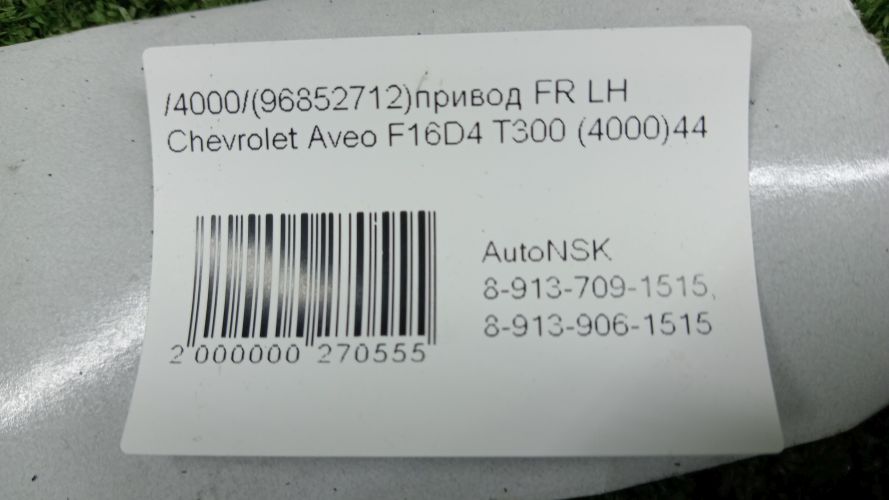 /4000/(96852712)привод FR LH
Chevrolet Aveo F16D4 T300 (4000)44
AutoNSK
8-913-709-1515,
8-913-906-1515
2 000000 270555